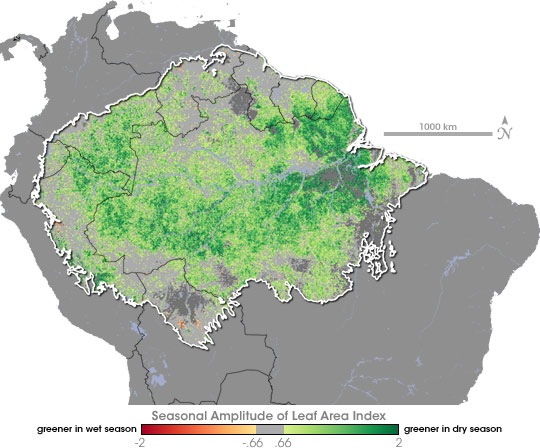 1000 km
N
Seasonal Amplitude of Leaf Area Index
greener in wet season greener in dry season
-2 -.66 .66 2